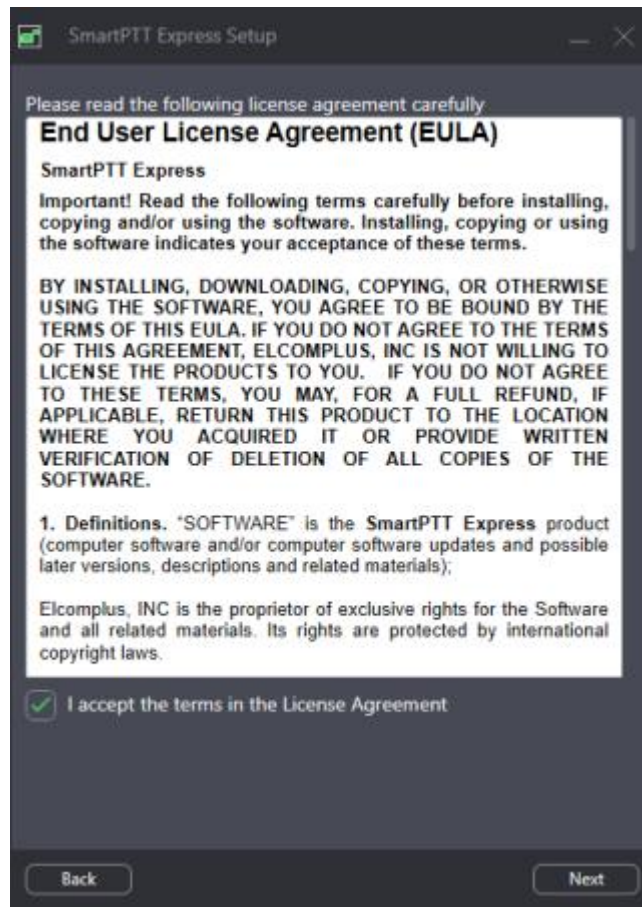 SmartPTT Express Setup
Please read the following license agreement carefully
End User License Agreement (EULA)
SmartPTT Express
Important! Read the following terms carefully before installing,
copying and/or using the software. Installing, copying or using
the software indicates your acceptance of these terms.
BY INSTALLING, DOWNLOADING, COPYING, OR OTHERWISE
USING THE SOFTWARE, YOU AGREE TO BE BOUND BY THE
TERMS OF THIS EULA. IF YOU DO NOT AGREE TO THE TERMS
OF THIS AGREEMENT, ELCOMPLUS, INC IS NOT WILLING TO
LICENSE THE PRODUCTS TO YOU. IF YOU DO NOT AGREE
TO THESE TERMS, YOU MAY, FOR A FULL REFUND, IF
APPLICABLE, RETURN THIS PRODUCT TO THE LOCATION
WHERE YOU ACQUIRED IT OR PROVIDE WRITTEN
VERIFICATION OF DELETION OF ALL COPIES OF THE
SOFTWARE.
1. Definitions. "SOFTWARE" is the SmartPTT Express product
(computer software and/or computer software updates and possible
later versions, descriptions and related materials);
Elcomplus, INC is the proprietor of exclusive rights for the Software
and all related materials. Its rights are protected by international
copyright laws.
I accept the terms in the License Agreement
Back
Next